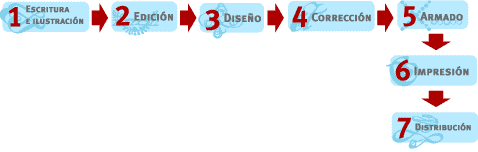 1 Escritura
e ilustración
2 Edición
3 Diseño
4 Corrección
5 Armado
6 Impresión
7 Distribución